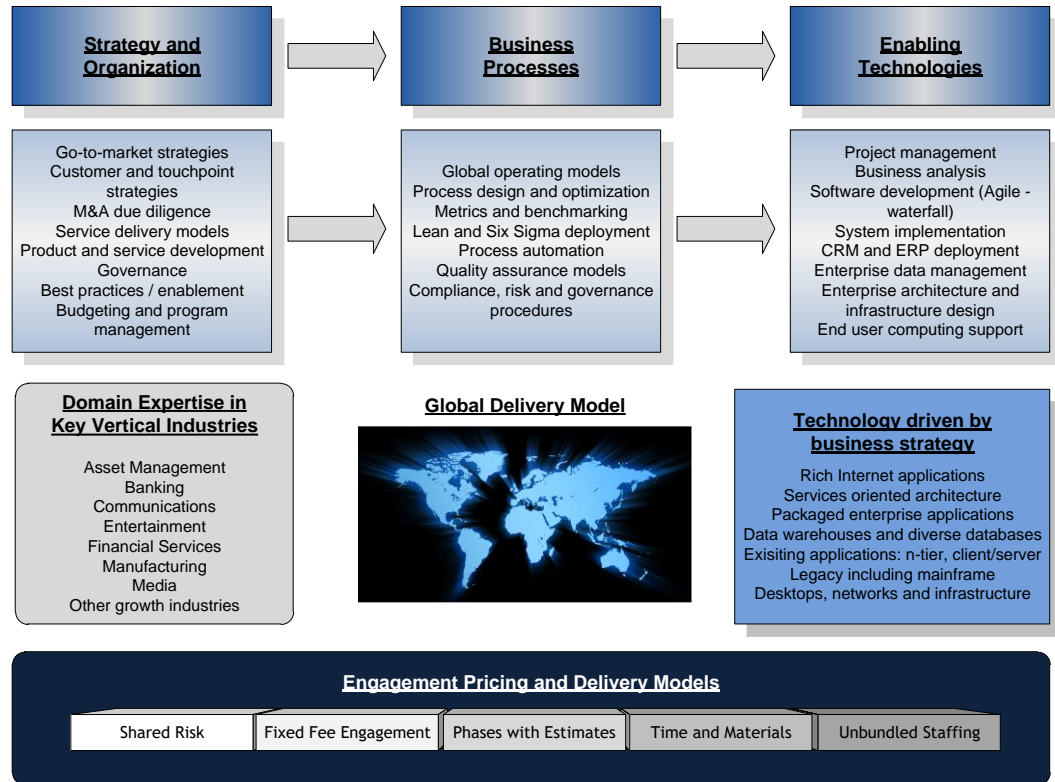 Strategy and
Organization
Business
Processes
Enabling
Technologies
Go-to-market strategies
Customer and touchpoint
strategies
M&A due diligence
Service delivery models
Product and service development
Governance
Best practices / enablement
Budgeting and program
management
Global operating models
Process design and optimization
Metrics and benchmarking
Lean and Six Sigma deployment
Process automation
Quality assurance models
Compliance, risk and governance
procedures
Project management
Business analysis
Software development (Agile -
waterfall)
System implementation
CRM and ERP deployment
Enterprise data management
Enterprise architecture and
infrastructure design
End user computing support
Domain Expertise in
Key Vertical Industries
Asset Management
Banking
Communications
Entertainment
Financial Services
Manufacturing
Media
Other growth industries
Global Delivery Model
Technology driven by
business strategy
Rich Internet applications
Services oriented architecture
Packaged enterprise applications
Data warehouses and diverse databases
Exisiting applications: n-tier, client/server
Legacy including mainframe
Desktops, networks and infrastructure
Engagement Pricing and Delivery Models
Shared Risk
Fixed Fee Engagement
Phases with Estimates
Time and Materials
Unbundled Staffing